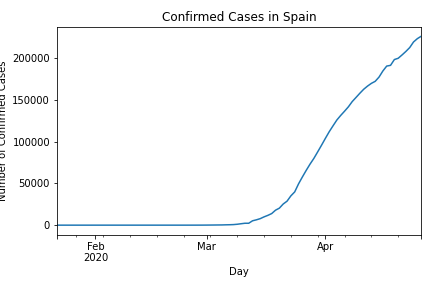 Confirmed Cases in Spain
Number of Confirmed Cases
200000
150000
100000
50000
0
Feb
2020
Mar
Apr
Day